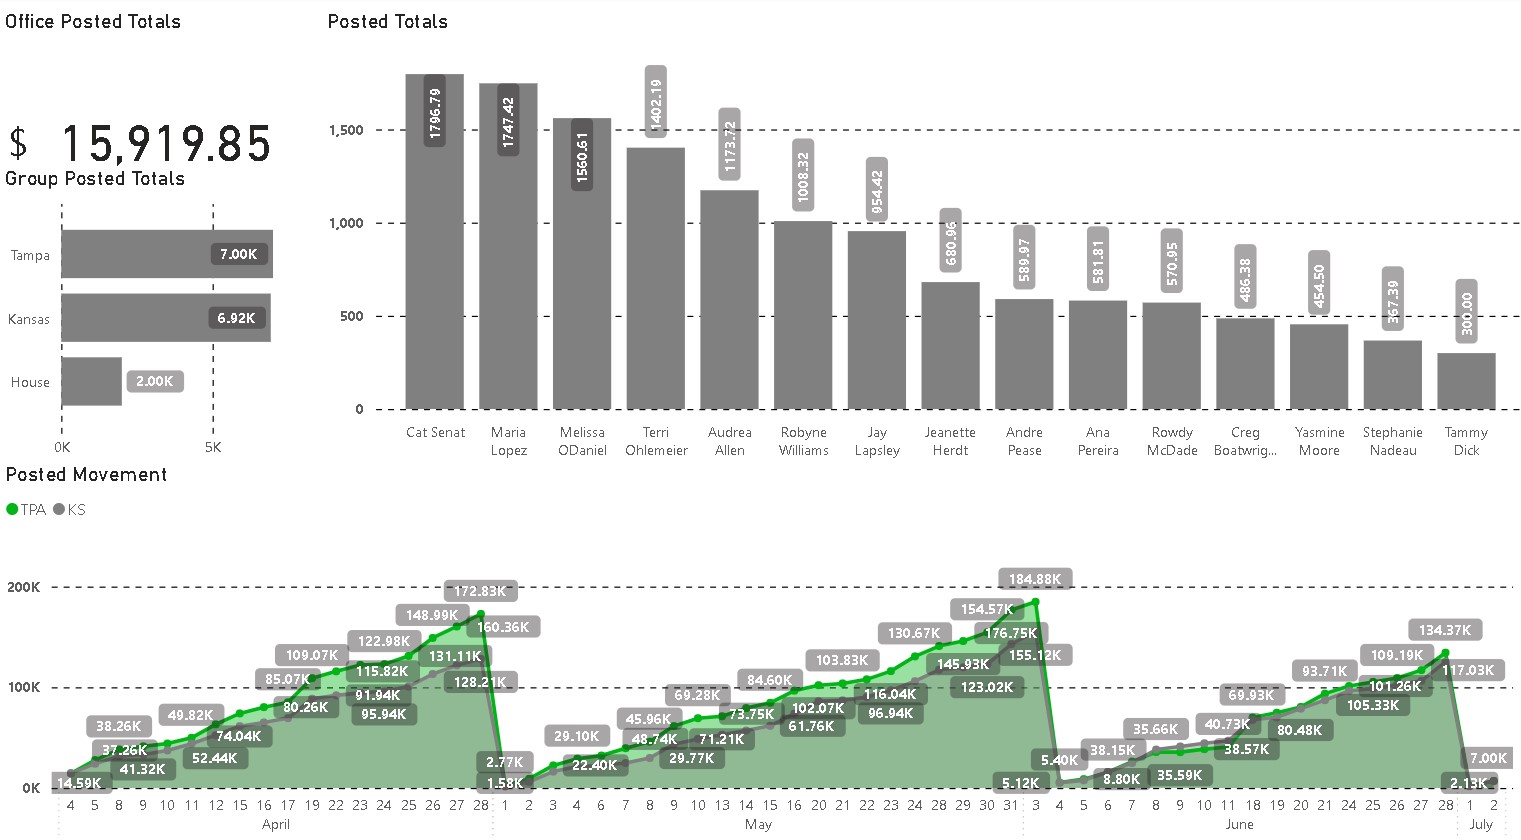 Office Posted Totals
$ 15,919.85
Group Posted Totals
Tampa 7.00K
Kansas 6.92K
House 2.00K
0K 5K
Posted Totals
1,500
1,000
500
0
1796.79
1747.42
1560.61
1402.19
1173.72
1008.32
954.42
680.96
589.97
581.81
570.95
486.38
454.50
367.39
300.00
Cat Senat
Maria
Lopez
Melissa
ODaniel
Terri
Ohlemeier
Audrea
Allen
Robyne
Williams
Jay
Lapsley
Jeanette
Herdt
Andre
Pease
Ana
Pereira
Rowdy
McDade
Creg
Boatwrig...
Yasmine
Moore
Stephanie
Nadeau
Tammy
Dick
Posted Movement
TPA KS
200K
100K
0K
14.59K
38.26K
37.26K
41.32K
49.82K
52.44K
74.04K
85.07K
80.26K
109.07K
122.98K
115.82K
91.94K
95.94K
148.99K
131.11K
172.83K
160.36K
128.21K
2.77K
1.58K
29.10K
22.40K
45.96K
48.74K
69.28K
29.77K
71.21K
73.75K
84.60K
61.76K
102.07K
103.83K
116.04K
96.94K
130.67K
145.93K
154.57K
123.02K
176.75K
184.88K
155.12K
5.12K
5.40K
38.15K
8.80K
35.66K
35.59K
40.73K
38.57K
69.93K
80.48K
93.71K
105.33K
109.19K
101.26K
134.37K
117.03K
7.00K
2.13K
4 5 8 9 10 11 12 15 16 17 19 22 23 24 25 26 27 28 1 2 3 4 6 7 8 9 10 13 14 15 16 20 21 22 23 24 28 29 30 31 3 4 5 6 7 8 9 10 11 18 19 20 21 24 25 26 27 28 1 2
April May June July